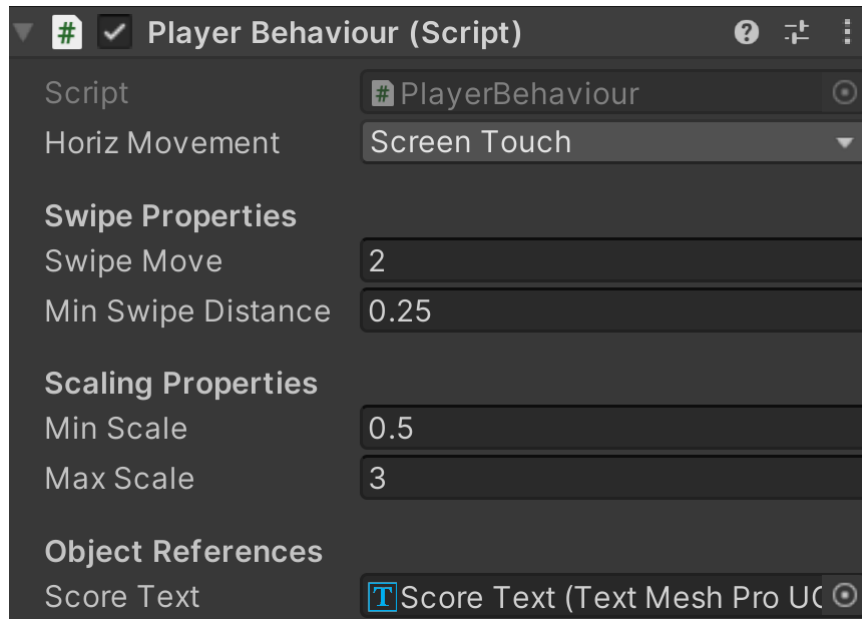 Player Behaviour (Script)
Script PlayerBehaviour
Horiz Movement Screen Touch
Swipe Properties
Swipe Move 2
Min Swipe Distance 0.25
Scaling Properties
Min Scale 0.5
Max Scale 3
Object References
Score Text Score Text (Text Mesh Pro